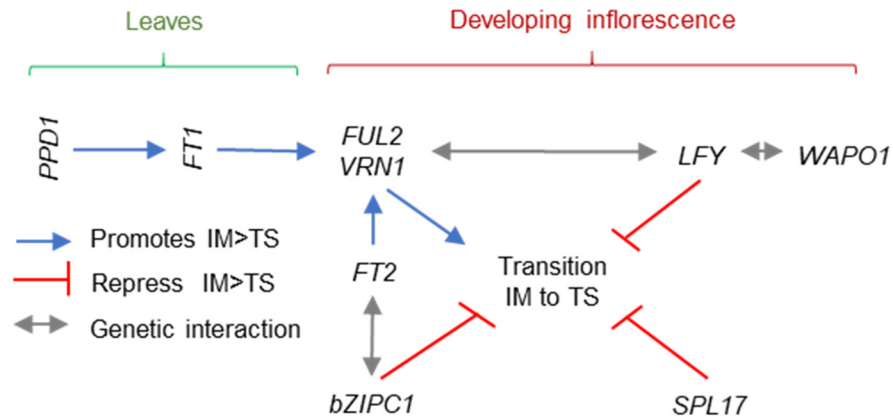 Leaves
Developing inflorescence
PPD1
FT1
FUL2
VRN1
LFY
WAPO1
Promotes IM>TS
Repress IM>TS
Genetic interaction
FT2
Transition
IM to TS
bZIPC1
SPL17